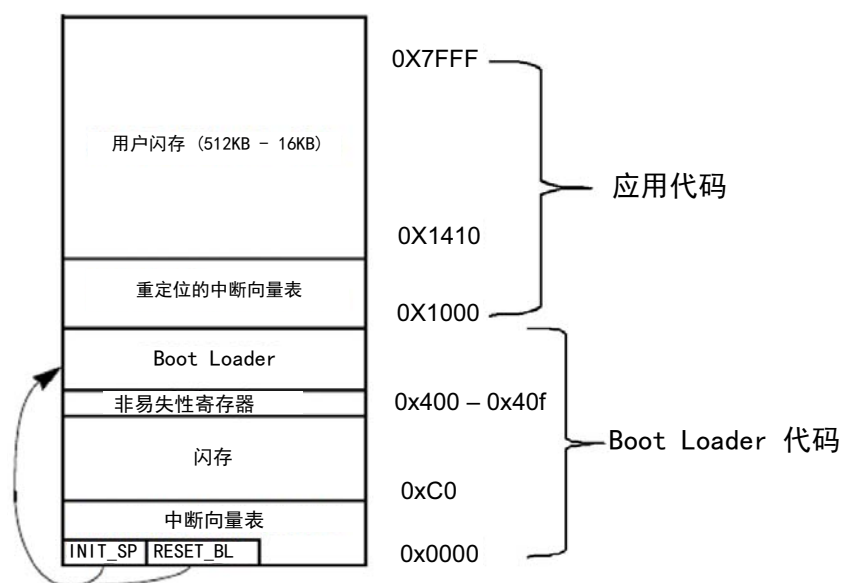 0X7FFF
用户闪存 (512KB - 16KB)
应用代码
0X1410
重定位的中断向量表
0X1000
Boot Loader
非易失性寄存器
0x400 – 0x40f
Boot Loader 代码
闪存
0xC0
中断向量表
INIT_SP
RESET_BL
0x0000